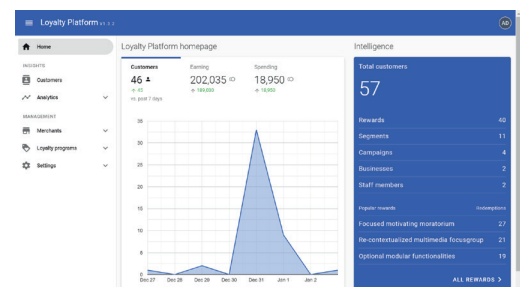 Loyalty Platform
AD
Home
INSIGHTS
Customers
Analytics
MANAGEMENT
Merchants
Loyalty programs
Settings
Loyalty Platform homepage
Customers
46
vs. past 7 days
Earning
202,035
Spending
18,950
18,950
35
30
25
20
15
10
5
0
Dec 27 Dec 28 Dec 29 Dec 30 Dec 31 Jan 1 Jan 2
Intelligence
Total customers
57
Rewards 40
Segments 11
Campaigns 4
Businesses 2
Staff members 2
Popular rewards Redemptions
Focused motivating moratorium 27
Re-contextualized multimedia focusgroup 21
Optional modular functionalities 19
ALL REWARDS >